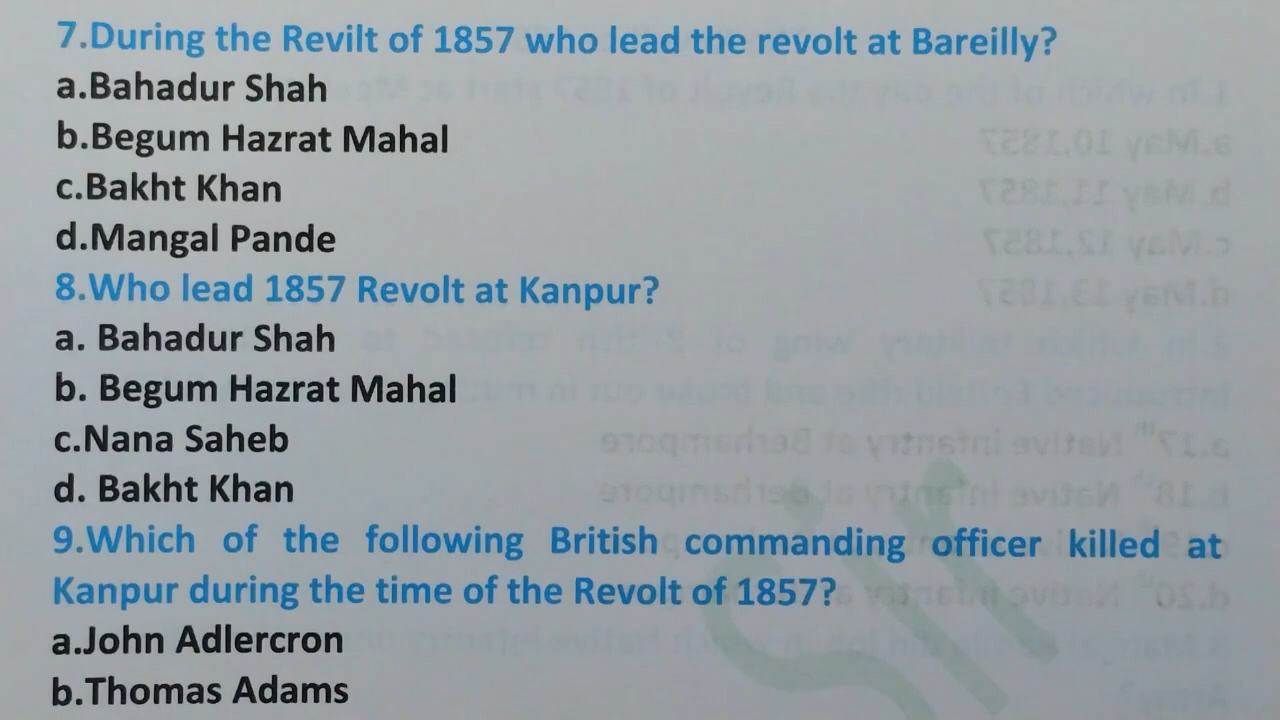 7.During the Revilt of 1857 who lead the revolt at Bareilly?
a.Bahadur Shah
b.Begum Hazrat Mahal
c.Bakht Khan
d.Mangal Pande
8.Who lead 1857 Revolt at Kanpur?
a. Bahadur Shah
b. Begum Hazrat Mahal
c.Nana Saheb
d. Bakht Khan
9.Which of the following British commanding officer killed at
Kanpur during the time of the Revolt of 1857?
a.John Adlercron
b.Thomas Adams
Sir